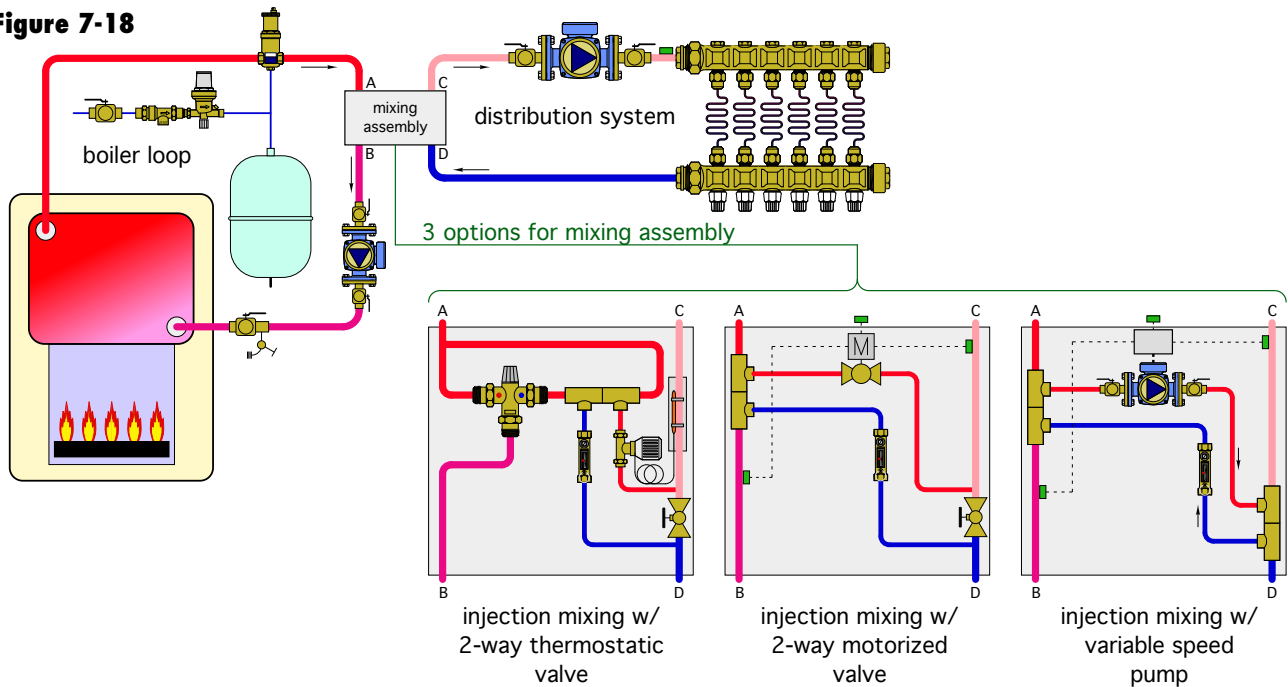 Figure 7-18
A
C
mixing
assembly
distribution system
boiler loop
B
D
3 options for mixing assembly
A
C
A
C
A
C
M
B
D
B
D
B
D
injection mixing w/
2-way thermostatic
valve
injection mixing w/
2-way motorized
valve
injection mixing w/
variable speed
pump